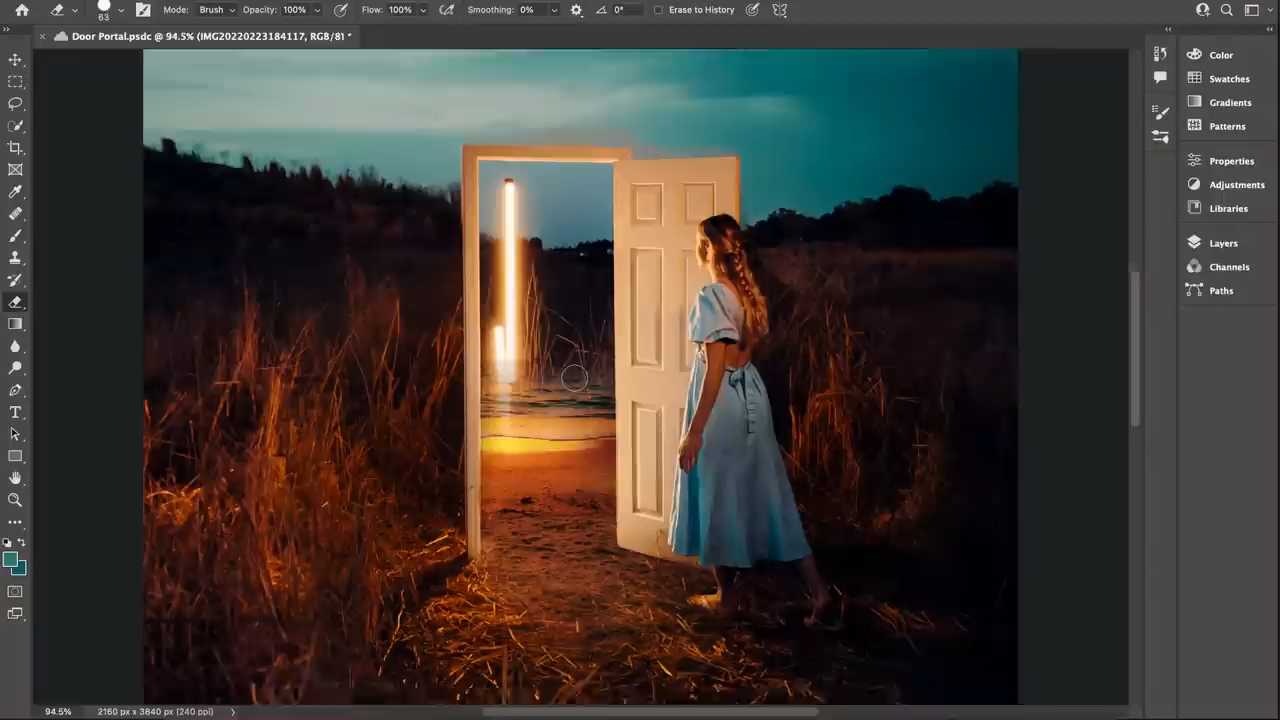 63
Mode: Brush Opacity: 100% Flow: 100% Smoothing: 0% 0° Erase to History
Door Portal.psdc @ 94.5% (IMG20220223184117, RGB/8) *
Color
Swatches
Gradients
Patterns
Properties
Adjustments
Libraries
Layers
Channels
Paths
94.5% 2160 px x 3840 px (240 ppi)